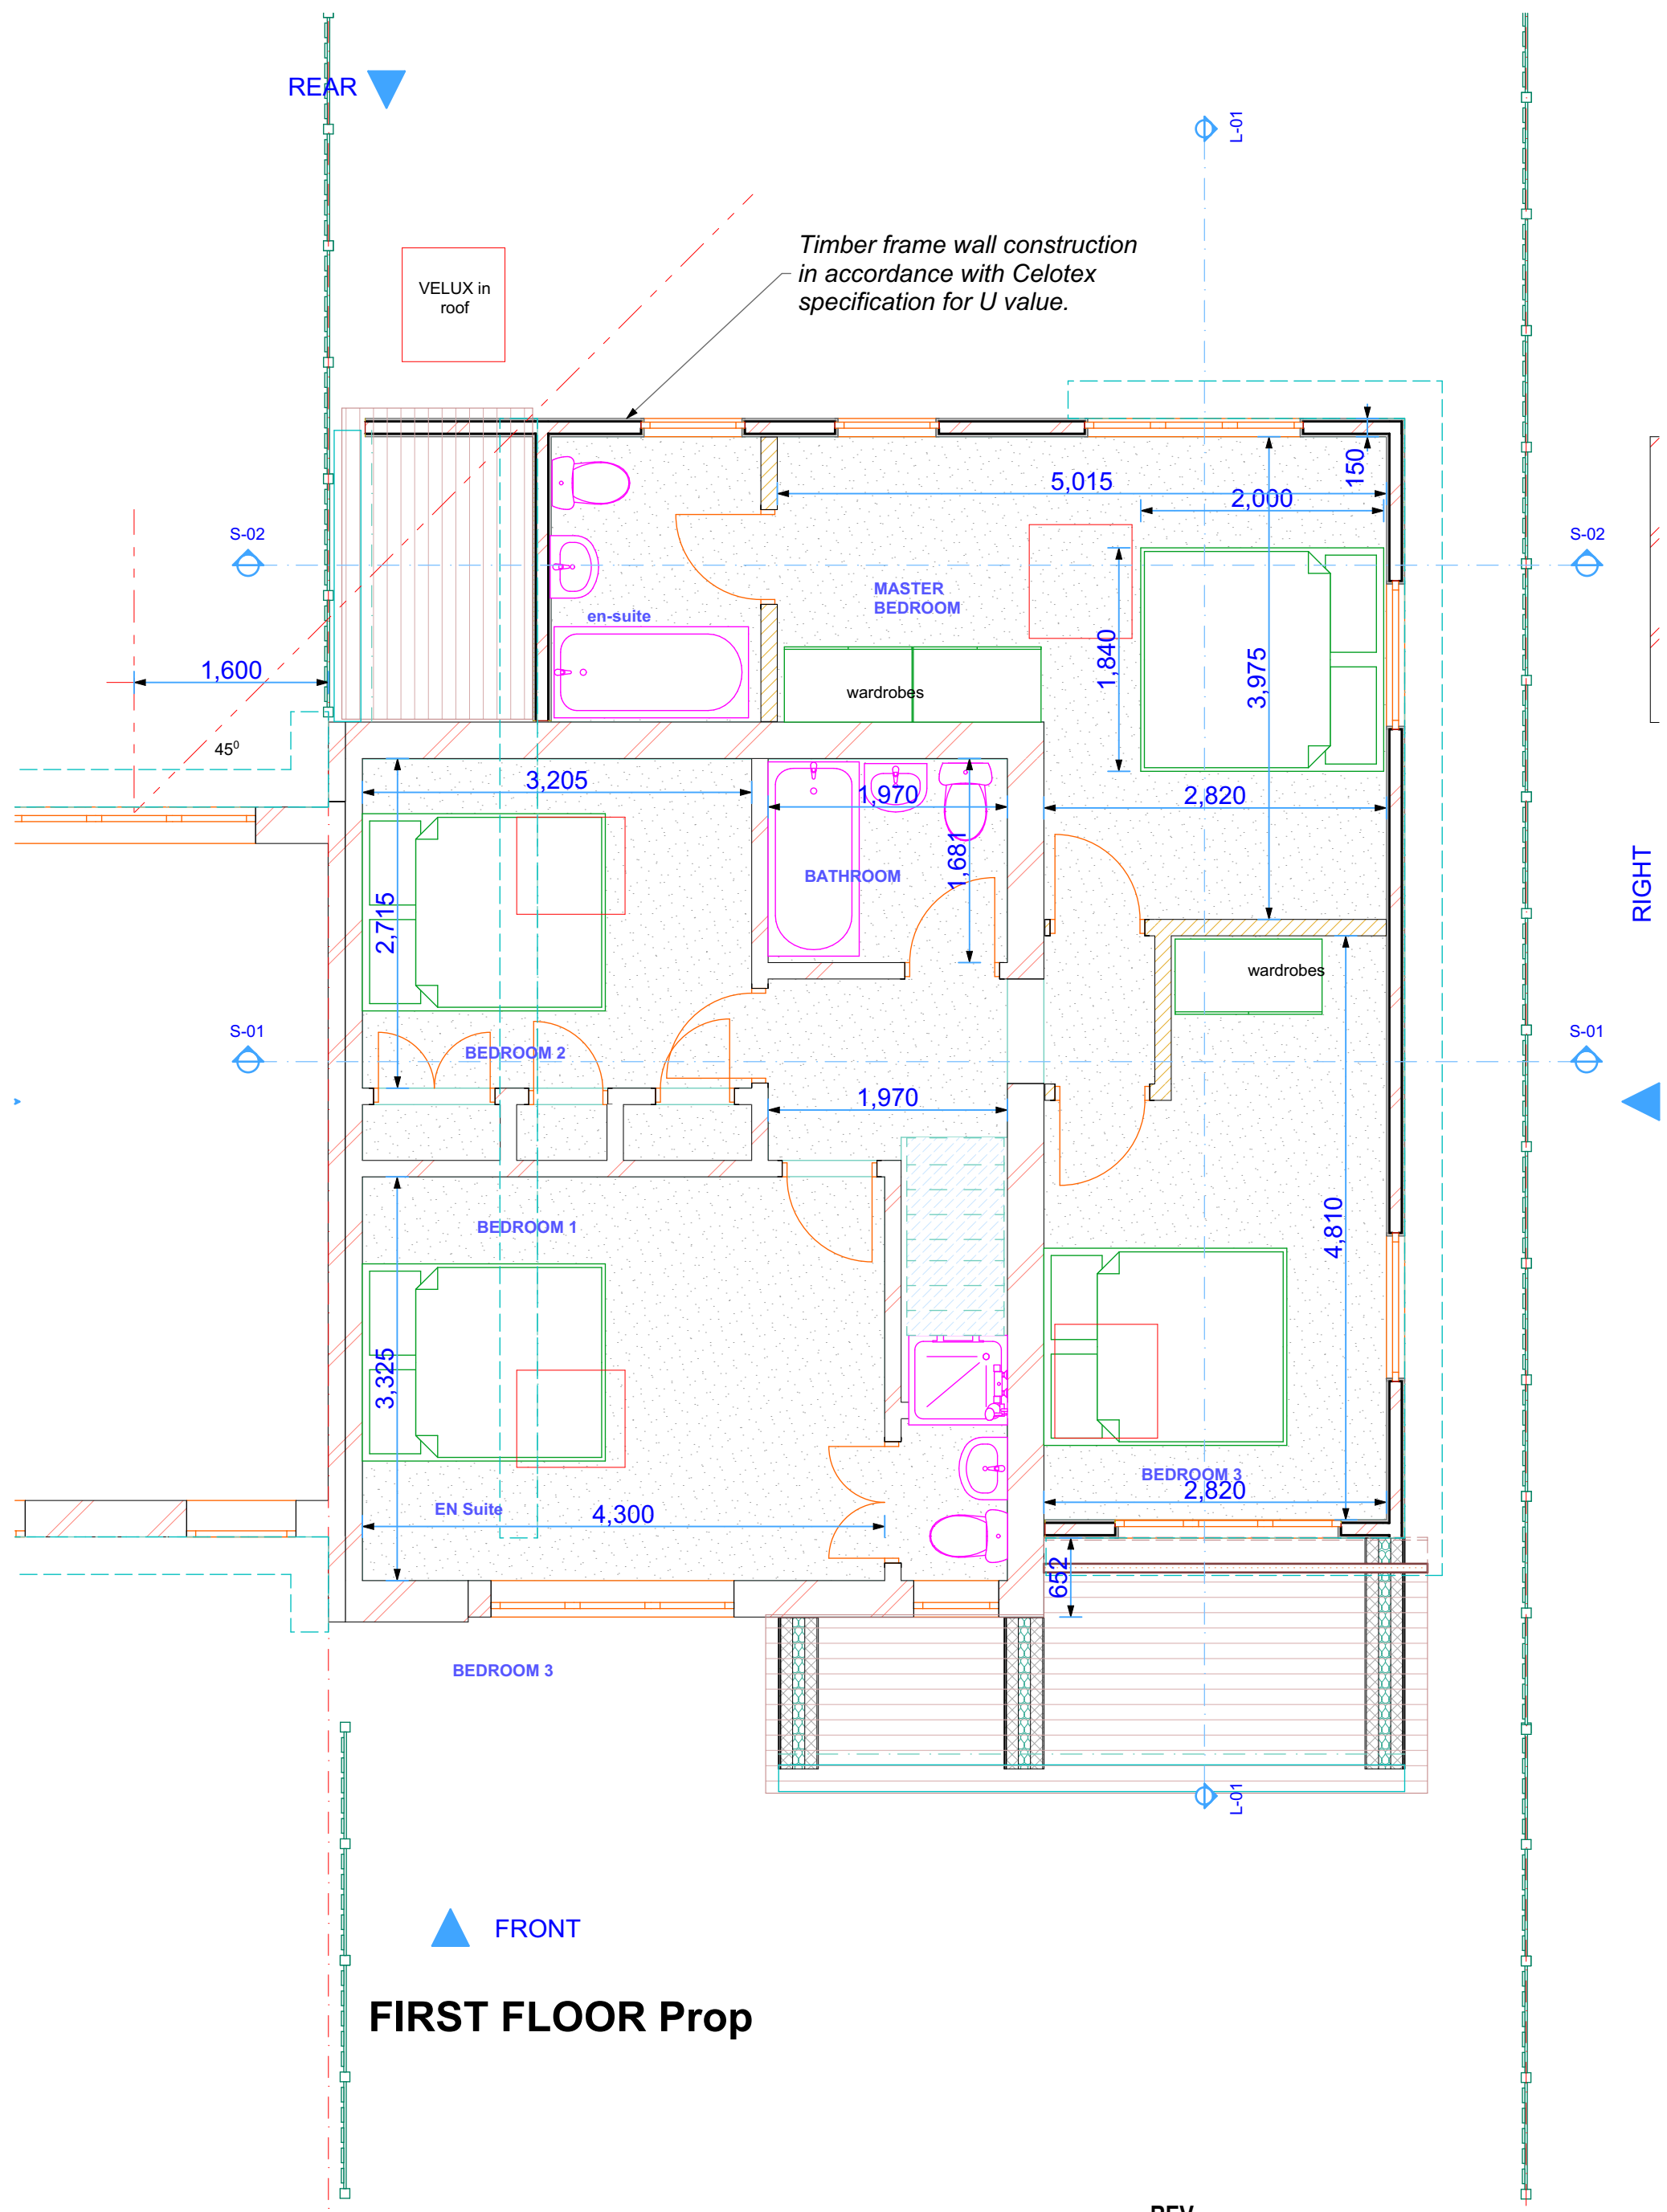 REAR
L-01
Timber frame wall construction
in accordance with Celotex
specification for U value.
VELUX in
roof
150
5,015
2,000
S-02
S-02
MASTER
BEDROOM
en-suite
1,840
3,975
1,600
wardrobes
45⁰
3,205
1,970
2,820
1,681
BATHROOM
RIGHT
2,715
wardrobes
S-01
S-01
BEDROOM 2
1,970
4,810
BEDROOM 1
3,325
BEDROOM 3
2,820
EN Suite
4,300
652
BEDROOM 3
L-01
FRONT
FIRST FLOOR Prop